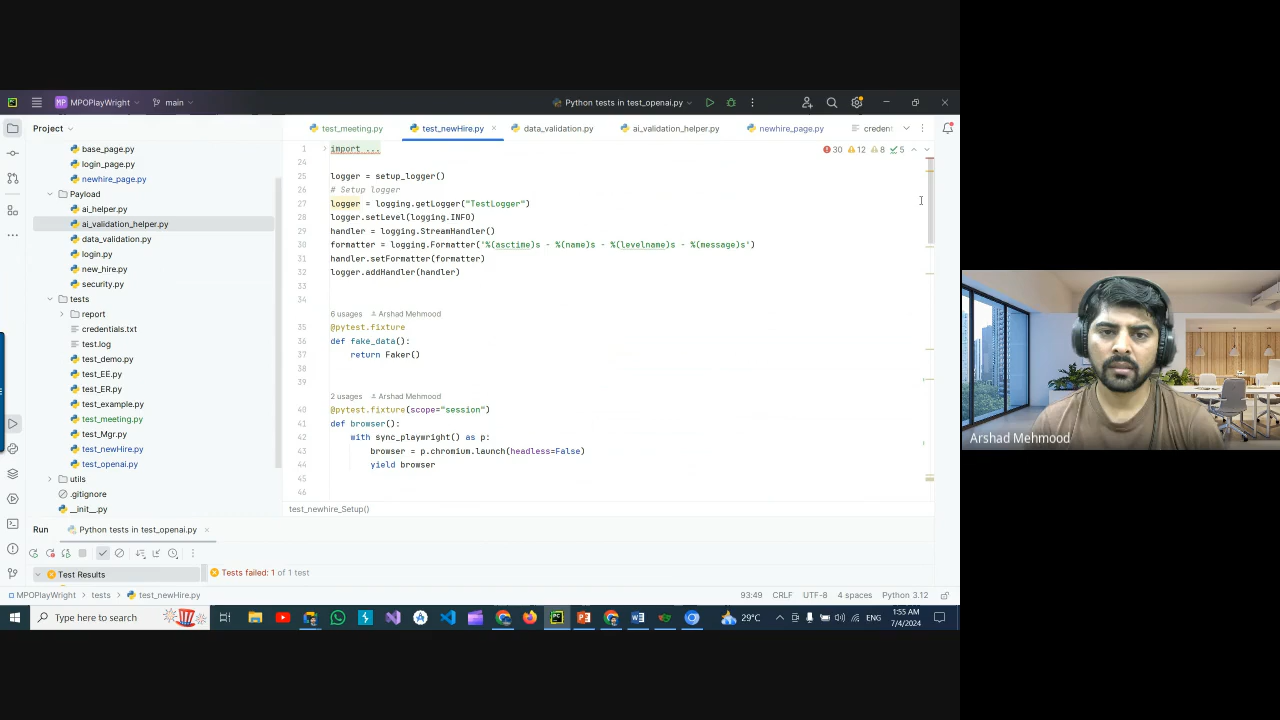 MP MPOPlayWright main
Python tests in test_openai.py
Project
test_meeting.py test_newHire.py data_validation.py ai_validation_helper.py newhire_page.py creden
base_page.py
login_page.py
newhire_page.py
Payload
ai_helper.py
ai_validation_helper.py
data_validation.py
login.py
new_hire.py
security.py
tests
report
credentials.txt
test.log
test_demo.py
test_EE.py
test_ER.py
test_example.py
test_meeting.py
test_Mgr.py
test_newHire.py
test_openai.py
utils
.gitignore
__init__.py
30 12 8 5
1 import ...
24
25 logger = setup_logger()
26 # Setup logger
27 logger = logging.getLogger("TestLogger")
28 logger.setLevel(logging.INFO)
29 handler = logging.StreamHandler()
30 formatter = logging.Formatter('%(asctime)s - %(name)s - %(levelname)s - %(message)s')
31 handler.setFormatter(formatter)
32 logger.addHandler(handler)
33
34
6 usages Arshad Mehmood
35 @pytest.fixture
36 def fake_data():
37 return Faker()
38
39
2 usages Arshad Mehmood
40 @pytest.fixture(scope="session")
41 def browser():
42 with sync_playwright() as p:
43 browser = p.chromium.launch(headless=False)
44 yield browser
45
46
test_newhire_Setup()
Run Python tests in test_openai.py
Test Results
Tests failed: 1 of 1 test
MPOPlayWright > tests > test_newHire.py
93:49 CRLF UTF-8 4 spaces Python 3.12
Type here to search
29°C
ENG
1:55 AM
7/4/2024
Arshad Mehmood